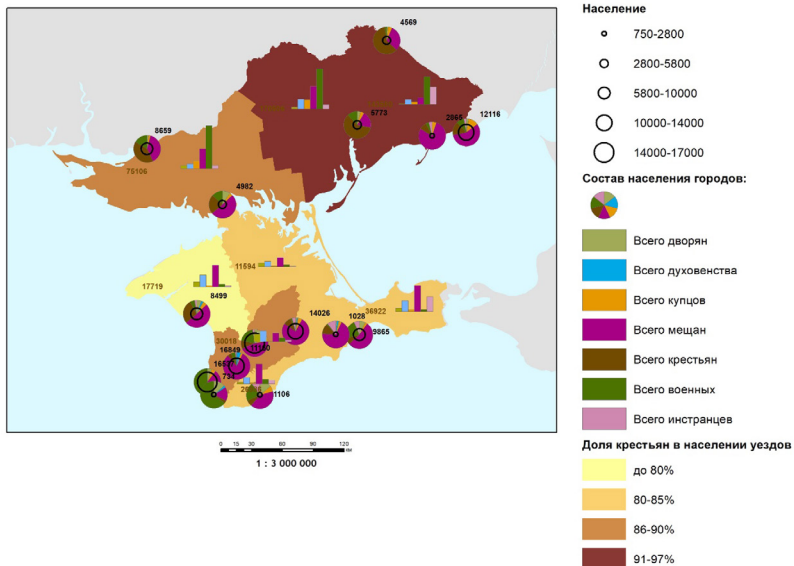 4569
5773
2865
12116
8659
75106
4982
11594
17719
8499
36922
14026
1028
9865
30018
16849
11160
1106
0 15 30 60 90 120
КМ
1 : 3 000 000
Население
750-2800
2800-5800
5800-10000
10000-14000
14000-17000
Состав населения городов:
Всего дворян
Всего духовенства
Всего купцов
Всего мещан
Всего крестьян
Всего военных
Всего инстранцев
Доля крестьян в населении уездов
до 80%
80-85%
86-90%
91-97%